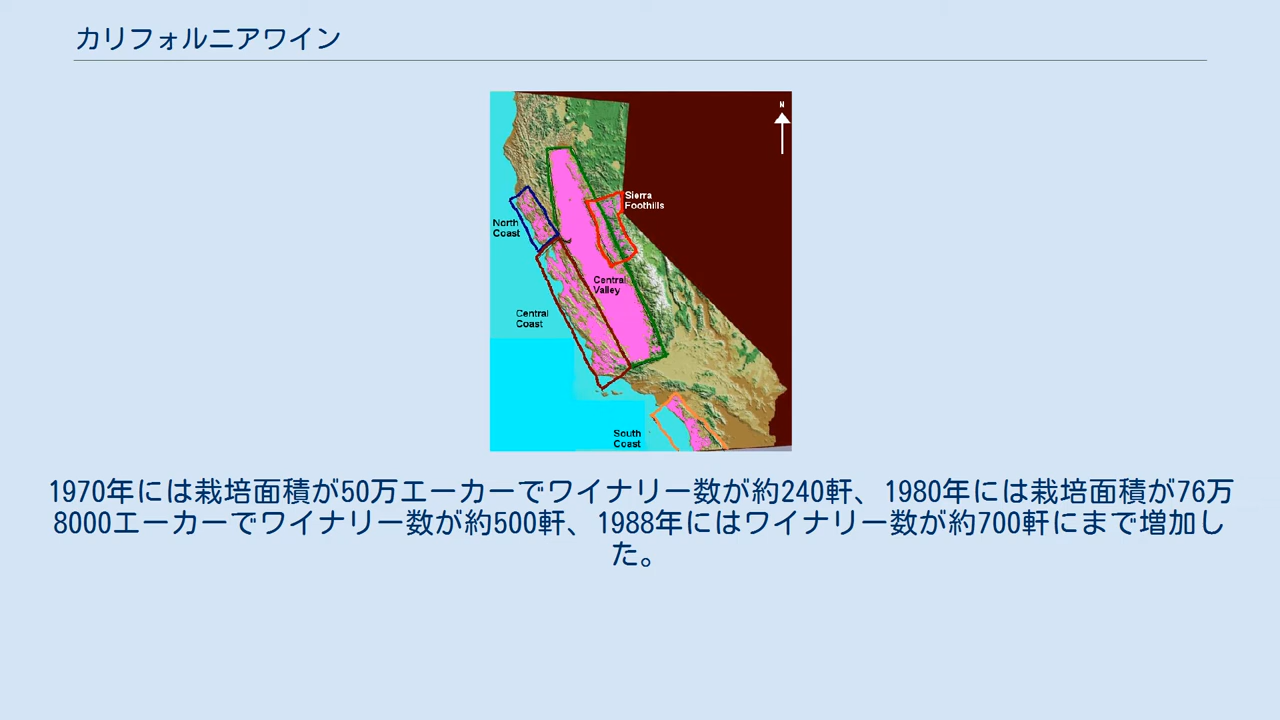 カリフォルニアワイン
N
Sierra
Foothills
North
Coast
Central
Valley
Central
Coast
South
Coast
1970年には栽培面積が50万エーカーでワイナリー数が約240軒、1980年には栽培面積が76万
8000エーカーでワイナリー数が約500軒、1988年にはワイナリー数が約700軒にまで増加し
た。